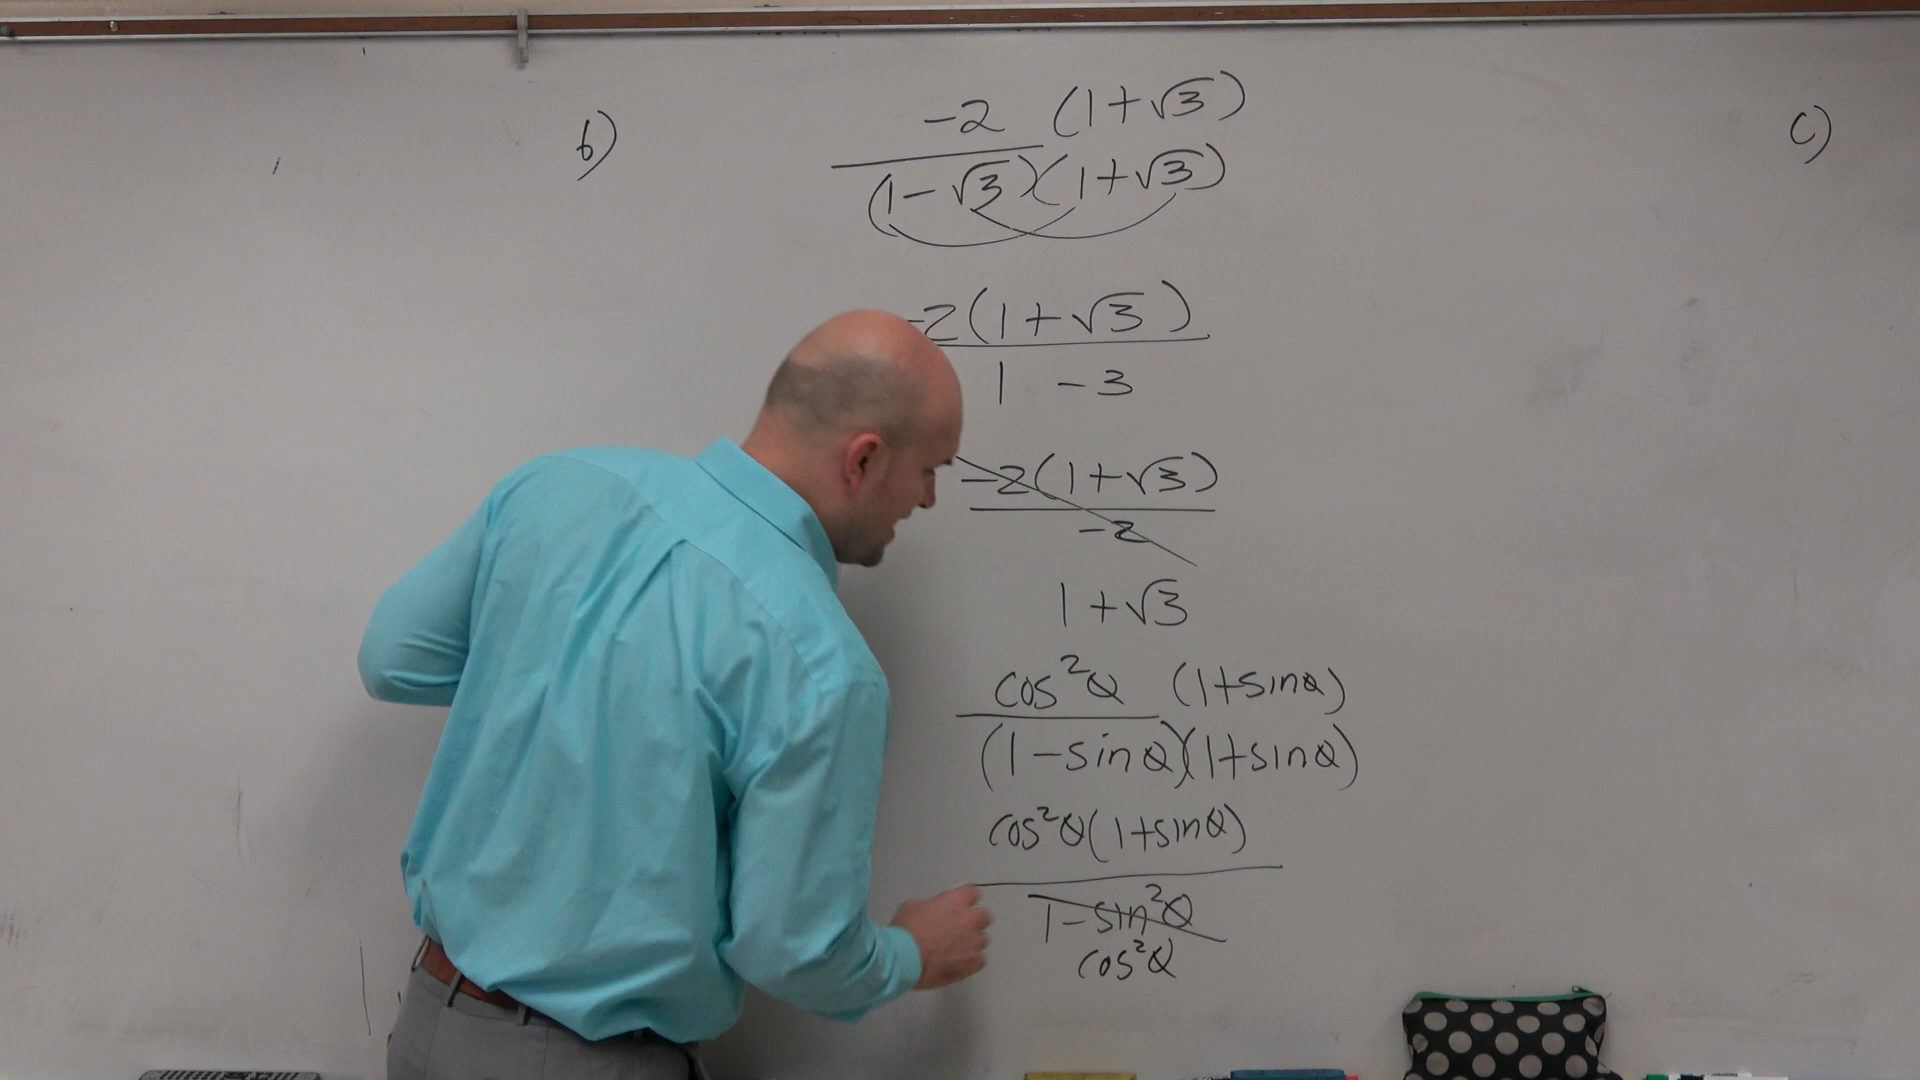 b)
c)
-2 (1+√3)
(1-√3)(1+√3)
-2(1+√3)
1 -3
-2(1+√3)
-2
1+√3
cos²θ (1+sinθ)
(1-sinθ)(1+sinθ)
cos²θ(1+sinθ)
1-sin²θ
cos²θ